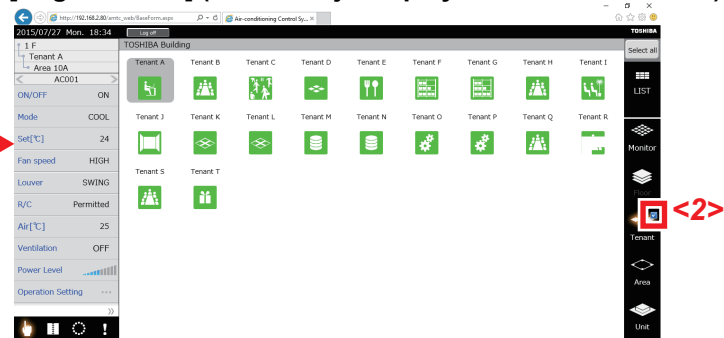 http://192.168.2.80/amtc_web/BaseForm.aspx
Air-conditioning Control Sy...
2015/07/27 Mon. 18:34
Log off
TOSHIBA
1 F
Tenant A
Area 10A
AC001
TOSHIBA Building
Select all
ON/OFF ON
Mode COOL
Set[℃] 24
Fan speed HIGH
Louver SWING
R/C Permitted
Air[℃] 25
Ventilation OFF
Power Level
Operation Setting ---
Tenant A Tenant B Tenant C Tenant D Tenant E Tenant F Tenant G Tenant H Tenant I
Tenant J Tenant K Tenant L Tenant M Tenant N Tenant O Tenant P Tenant Q Tenant R
Tenant S Tenant T
LIST
Monitor
Floor
<2>
Tenant
Area
Unit